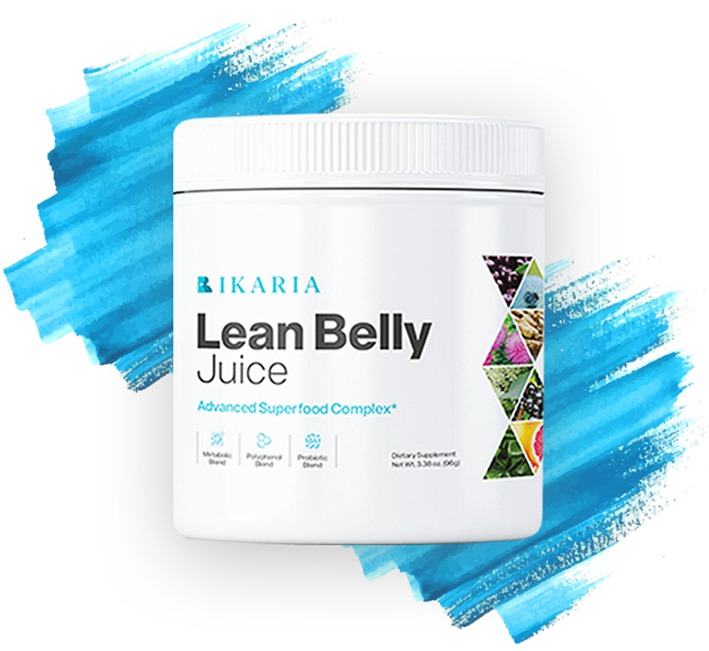 IKARIA
Lean Belly
Juice
Advanced Superfood Complex*
Metabolic
Blend
Polyphenol
Blend
Probiotic
Blend
Dietary Supplement
Net Wt. 3.38 oz. (96g)